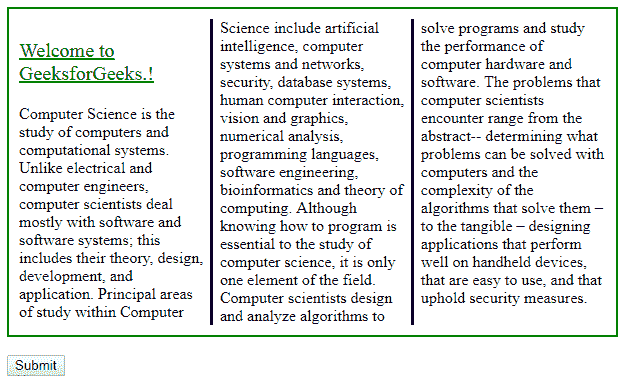 Welcome to
GeeksforGeeks.!
Computer Science is the
study of computers and
computational systems.
Unlike electrical and
computer engineers,
computer scientists deal
mostly with software and
software systems; this
includes their theory, design,
development, and
application. Principal areas
of study within Computer
Science include artificial
intelligence, computer
systems and networks,
security, database systems,
human computer interaction,
vision and graphics,
numerical analysis,
programming languages,
software engineering,
bioinformatics and theory of
computing. Although
knowing how to program is
essential to the study of
computer science, it is only
one element of the field.
Computer scientists design
and analyze algorithms to
solve programs and study
the performance of
computer hardware and
software. The problems that
computer scientists
encounter range from the
abstract-- determining what
problems can be solved with
computers and the
complexity of the
algorithms that solve them –
to the tangible – designing
applications that perform
well on handheld devices,
that are easy to use, and that
uphold security measures.
Submit